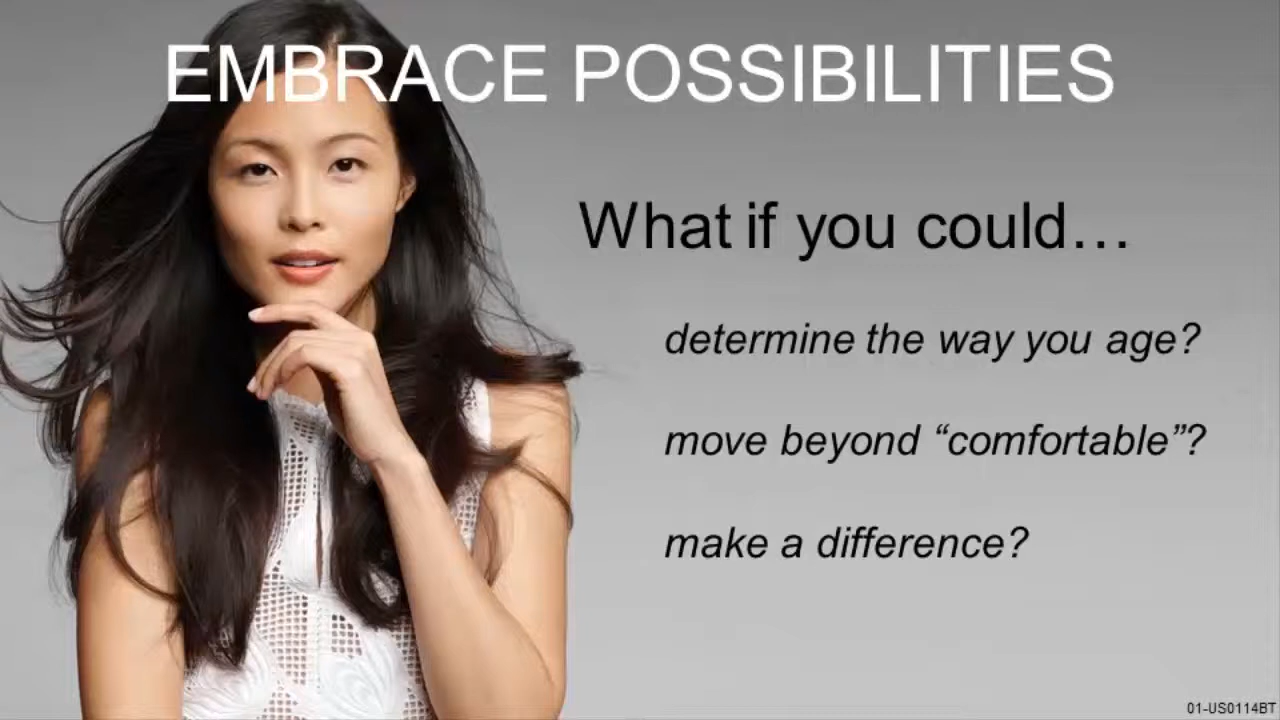 EMBRACE POSSIBILITIES
What if you could…
determine the way you age?
move beyond “comfortable”?
make a difference?
01-US0114BT